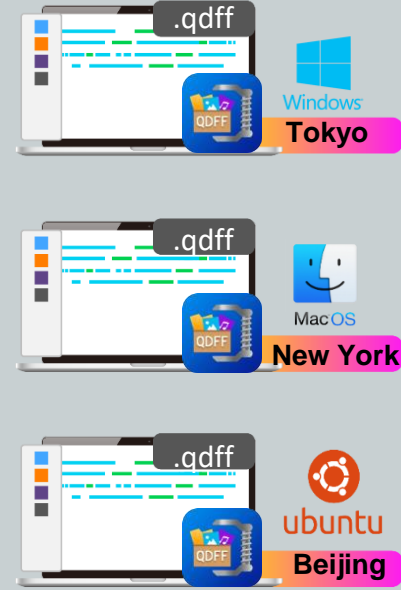 .qdff
QDFF
Windows
Tokyo
.qdff
QDFF
MacOS
New York
.qdff
QDFF
ubuntu
Beijing